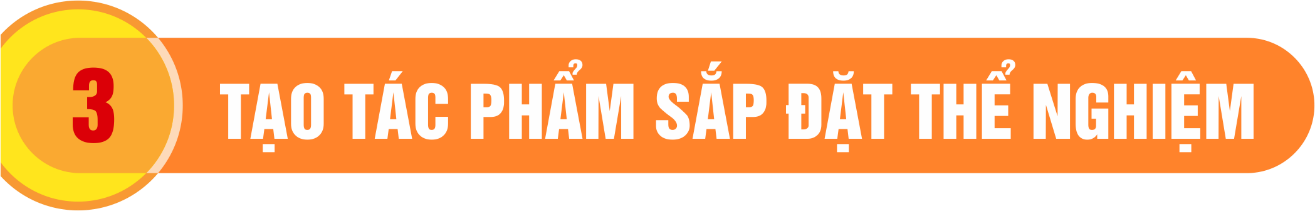 3 TẠO TÁC PHẨM SẮP ĐẶT THỂ NGHIỆM